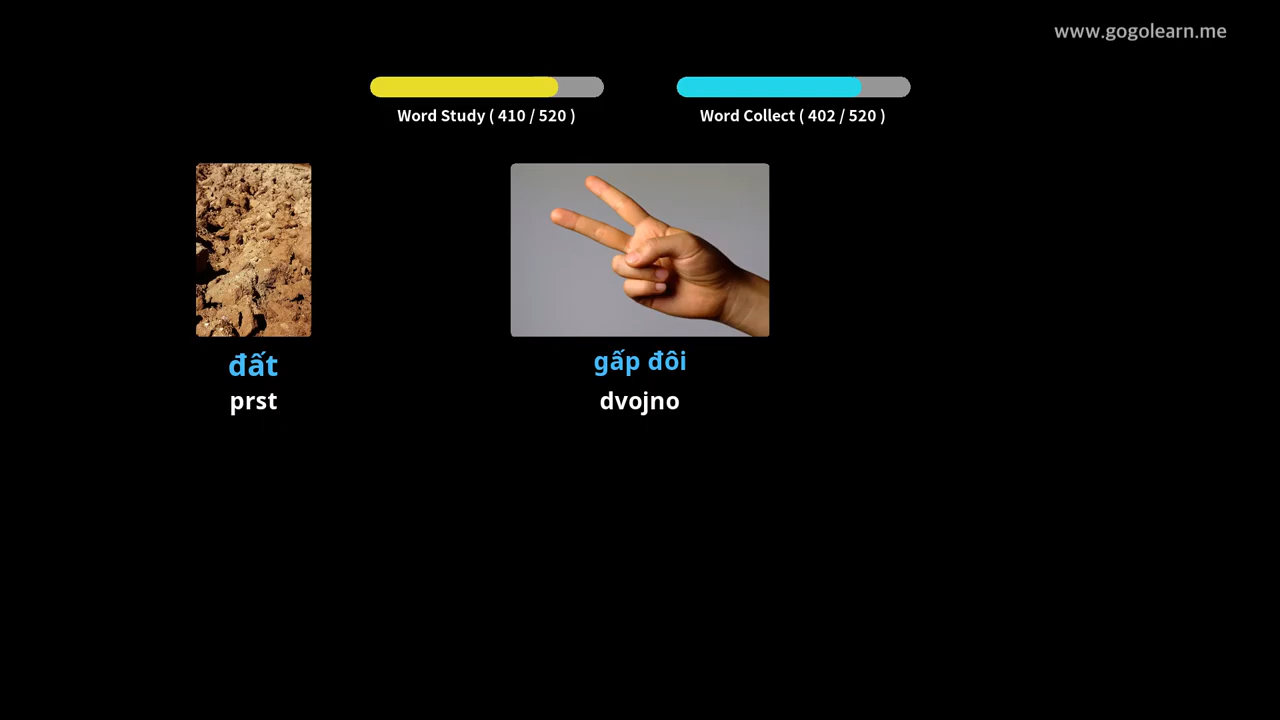 www.gogolearn.me
Word Study ( 410 / 520 )
Word Collect ( 402 / 520 )
đất
prst
gấp đôi
dvojno